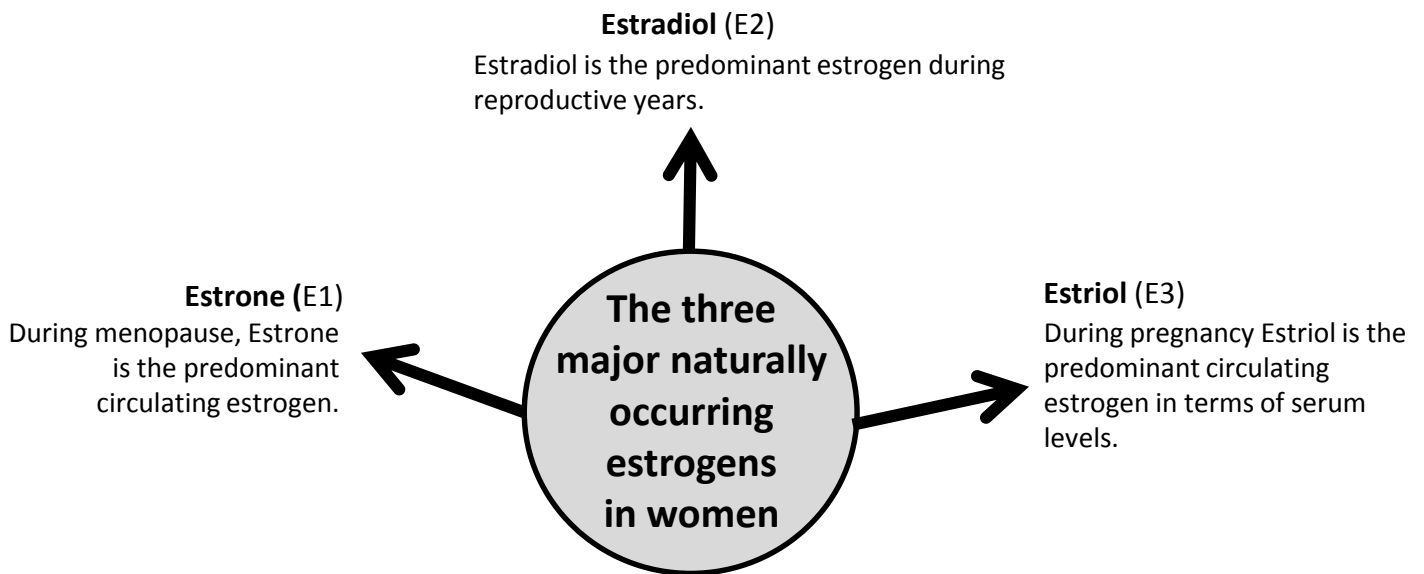 Estradiol (E2)
Estradiol is the predominant estrogen during
reproductive years.
Estrone (E1)
During menopause, Estrone
is the predominant
circulating estrogen.
The three
major naturally
occurring
estrogens
in women
Estriol (E3)
During pregnancy Estriol is the
predominant circulating
estrogen in terms of serum
levels.